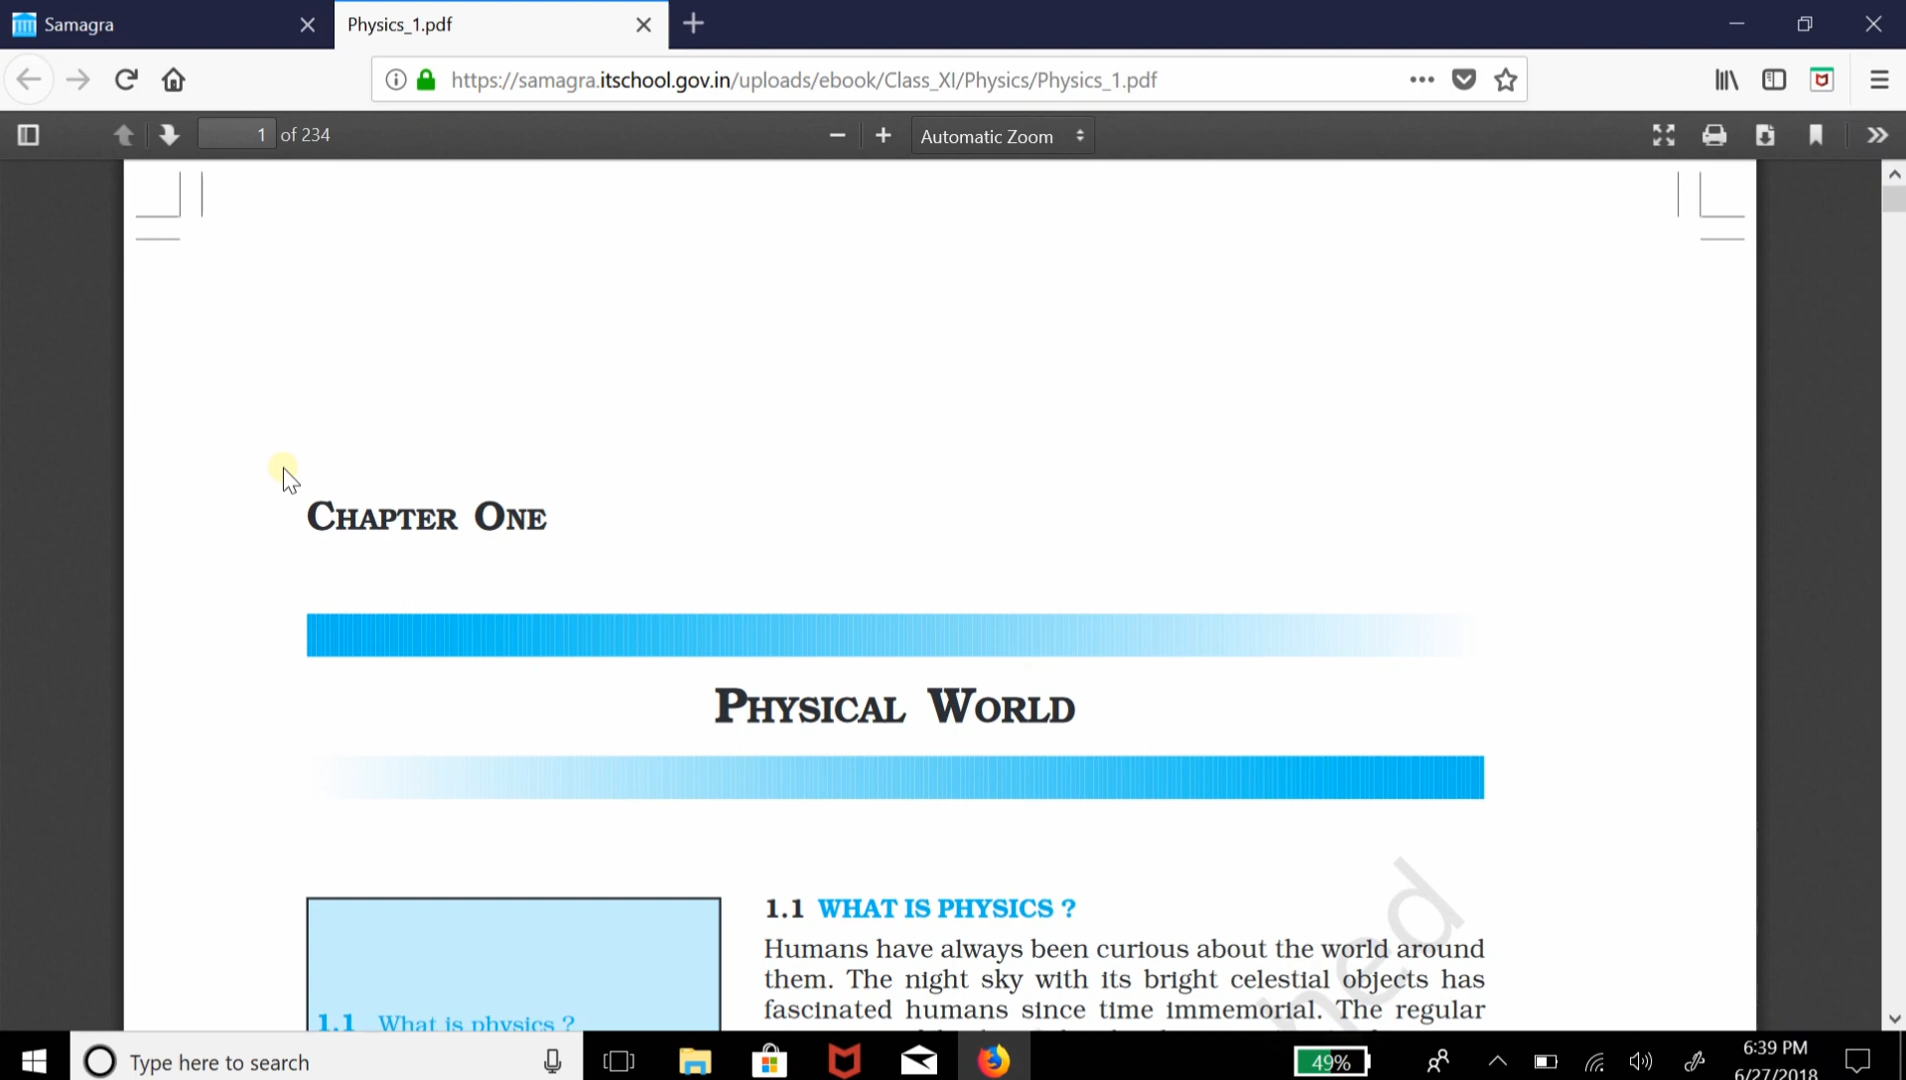 Samagra
Physics_1.pdf
https://samagra.itschool.gov.in/uploads/ebook/Class_XI/Physics/Physics_1.pdf
1 of 234
Automatic Zoom
CHAPTER ONE
PHYSICAL WORLD
1.1 What is physics ?
1.1 WHAT IS PHYSICS ?
Humans have always been curious about the world around
them. The night sky with its bright celestial objects has
fascinated humans since time immemorial. The regular
hed
Type here to search
49%
6:39 PM
6/27/2018